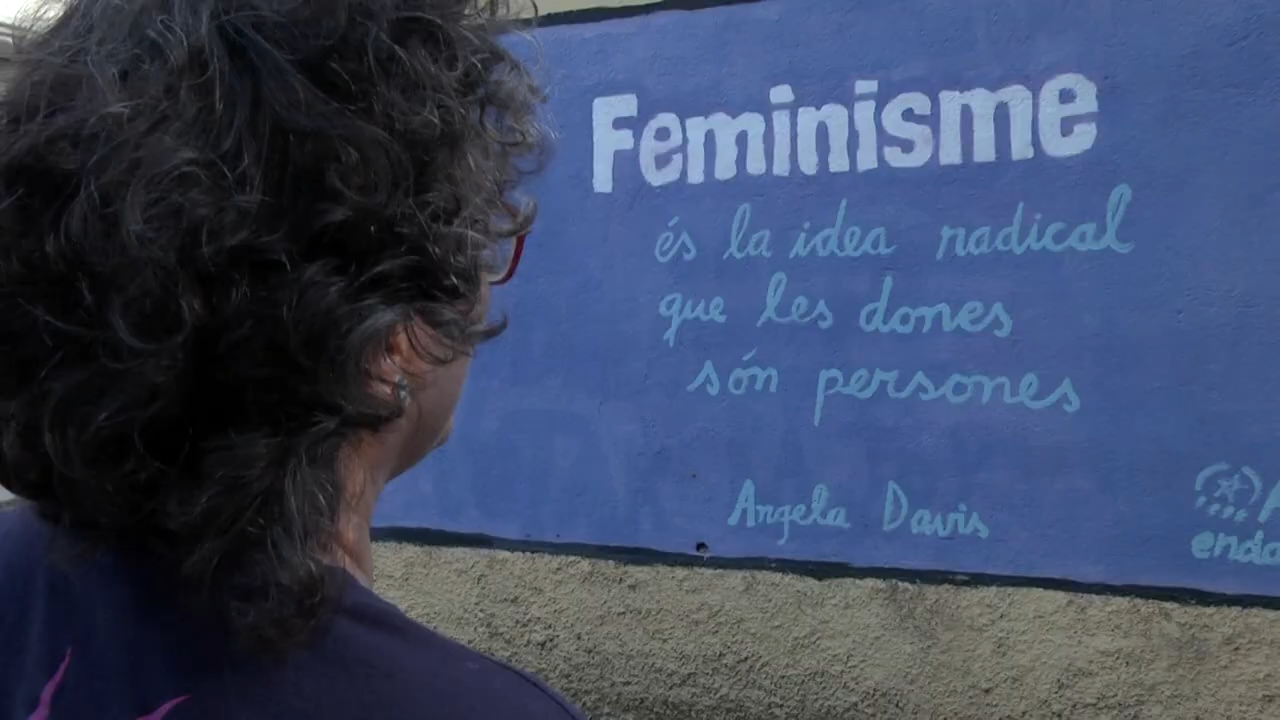 Feminisme
és la idea radical
que les dones
són persones
Angela Davis